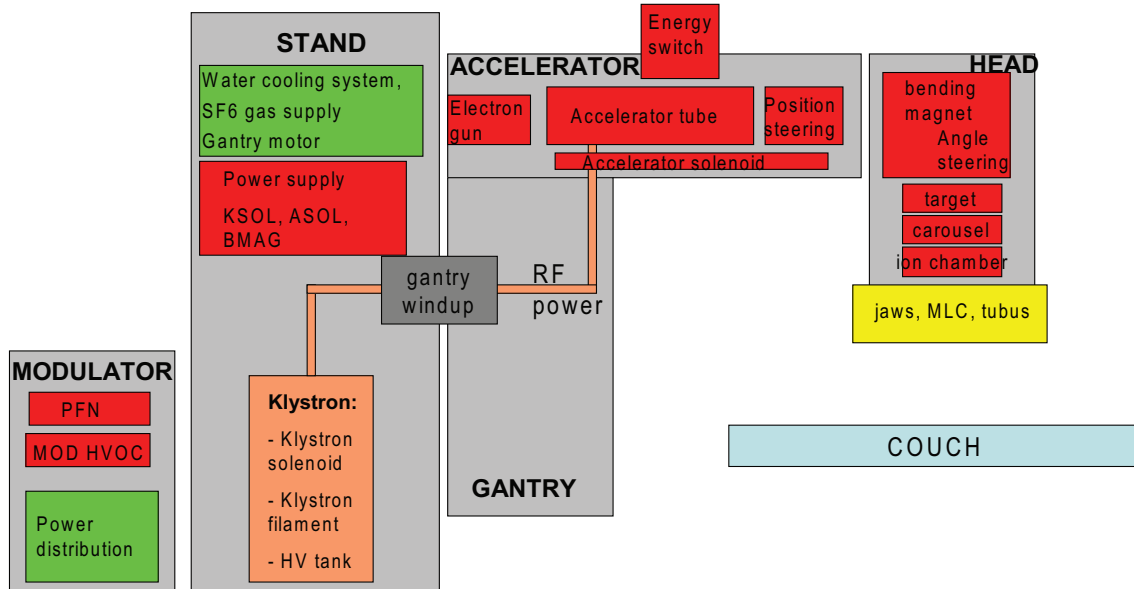 STAND
Water cooling system,
SF6 gas supply
Gantry motor
Power supply
KSOL, ASOL,
BMAG
gantry
windup
RF
power
Klystron:
- Klystron
solenoid
- Klystron
filament
- HV tank
MODULATOR
PFN
MOD HVOC
Power
distribution
ACCELERATOR
Energy
switch
Electron
gun
Accelerator tube
Position
steering
Accelerator solenoid
GANTRY
HEAD
bending
magnet
Angle
steering
target
carousel
ion chamber
jaws, MLC, tubus
COUCH